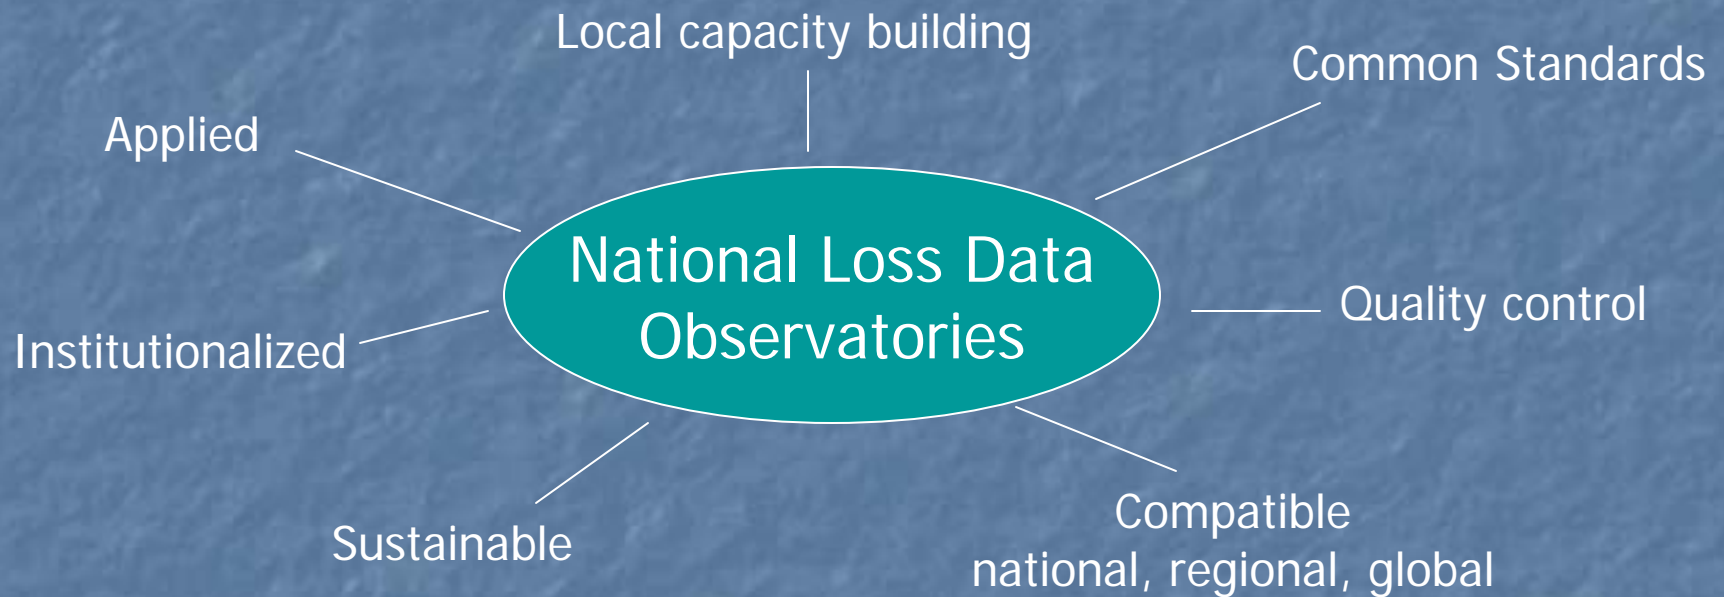 Local capacity building
Common Standards
Applied
National Loss Data
Observatories
Quality control
Institutionalized
Compatible
national, regional, global
Sustainable